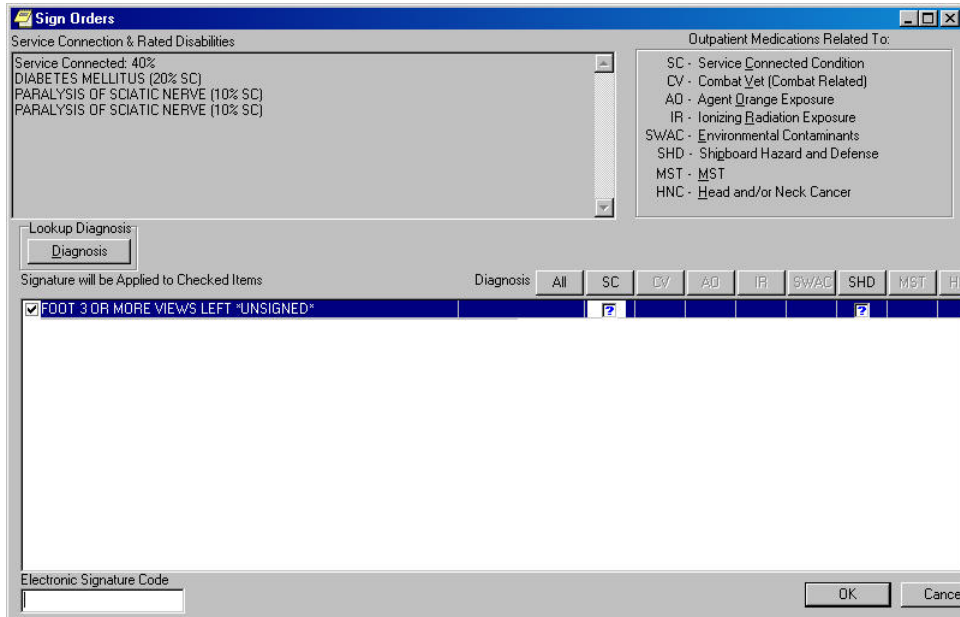 Sign Orders
Service Connection & Rated Disabilities
Service Connected: 40%
DIABETES MELLITUS (20% SC)
PARALYSIS OF SCIATIC NERVE (10% SC)
PARALYSIS OF SCIATIC NERVE (10% SC)
Outpatient Medications Related To:
SC - Service Connected Condition
CV - Combat Vet (Combat Related)
AO - Agent Orange Exposure
IR - Ionizing Radiation Exposure
SWAC - Environmental Contaminants
SHD - Shipboard Hazard and Defense
MST - MST
HNC - Head and/or Neck Cancer
Lookup Diagnosis
Diagnosis
Signature will be Applied to Checked Items
Diagnosis All SC CV AO IR SWAC SHD MST H
FOOT 3 OR MORE VIEWS LEFT *UNSIGNED* ? ?
Electronic Signature Code
OK Cance